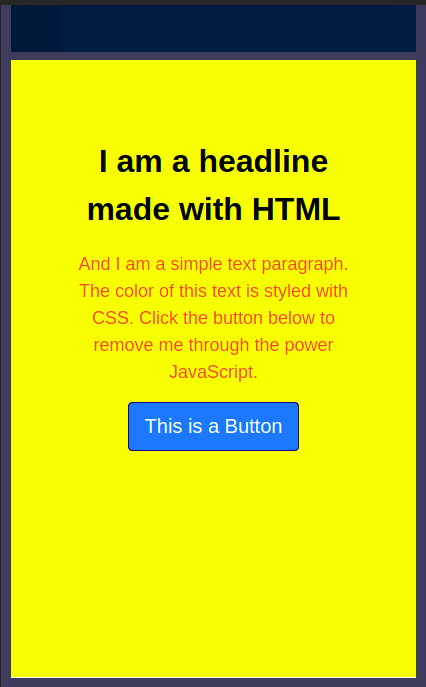 I am a headline
made with HTML
And I am a simple text paragraph.
The color of this text is styled with
CSS. Click the button below to
remove me through the power
JavaScript.
This is a Button